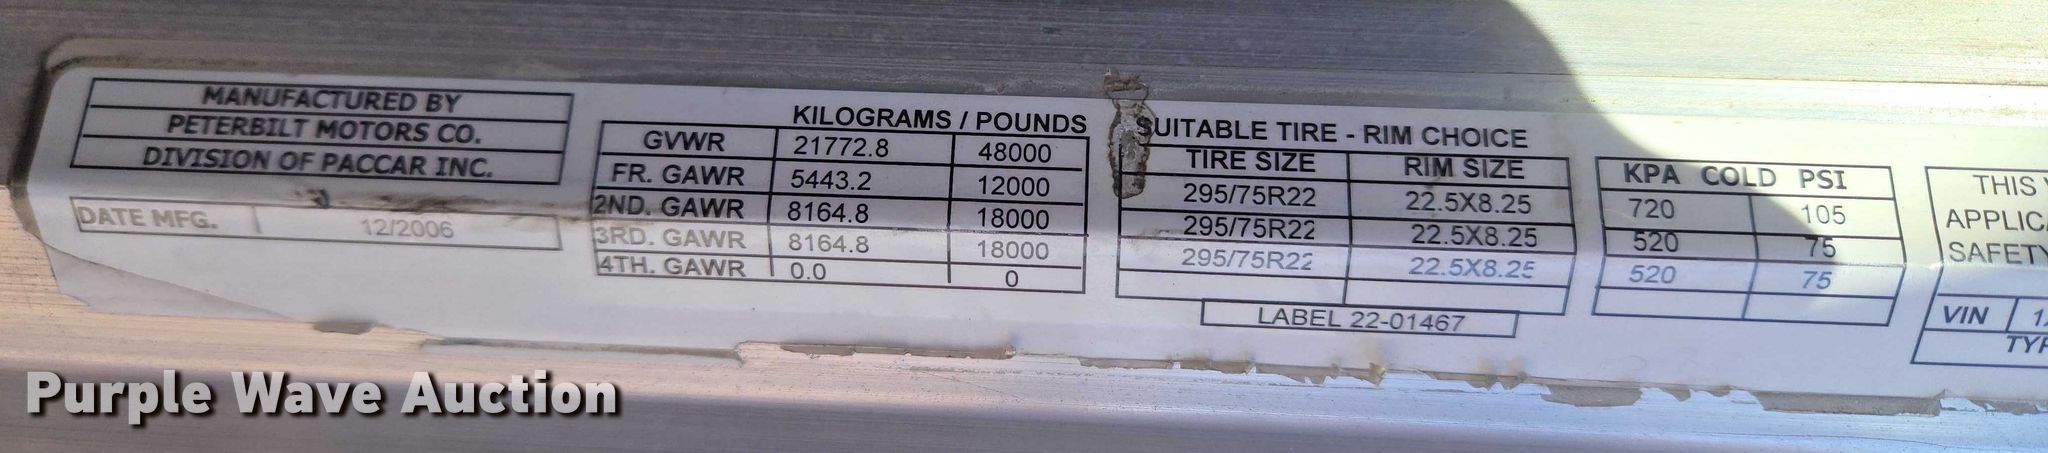 MANUFACTURED BY
PETERBILT MOTORS CO.
DIVISION OF PACCAR INC.
DATE MFG. 12/2006
KILOGRAMS / POUNDS
GVWR 21772.8 48000
FR. GAWR 5443.2 12000
2ND. GAWR 8164.8 18000
3RD. GAWR 8164.8 18000
4TH. GAWR 0.0 0
SUITABLE TIRE - RIM CHOICE
TIRE SIZE RIM SIZE
295/75R22 22.5X8.25
295/75R22 22.5X8.25
295/75R22 22.5X8.25
LABEL 22-01467
KPA COLD PSI
720 105
520 75
520 75
THIS
APPLICA
SAFETY
VIN
TYP
Purple Wave Auction